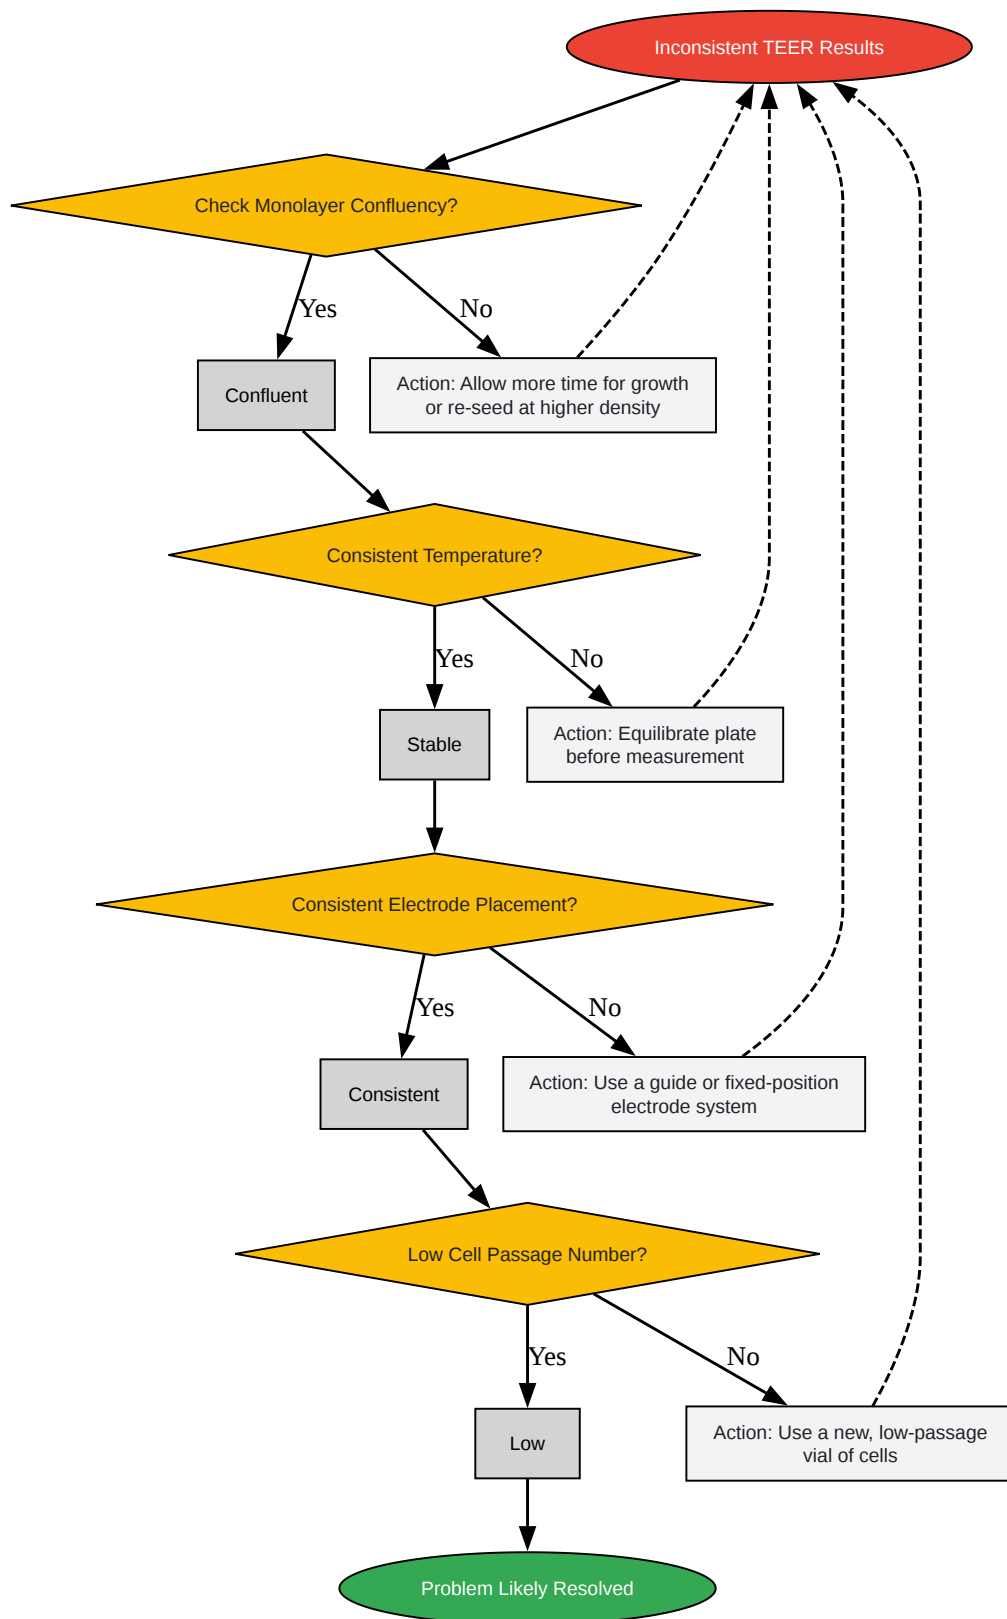 Inconsistent TEER Results
Check Monolayer Confluency?
Yes
No
Confluent
Action: Allow more time for growth
or re-seed at higher density
Consistent Temperature?
Yes
No
Stable
Action: Equilibrate plate
before measurement
Consistent Electrode Placement?
Yes
No
Consistent
Action: Use a guide or fixed-position
electrode system
Low Cell Passage Number?
Yes
No
Low
Action: Use a new, low-passage
vial of cells
Problem Likely Resolved